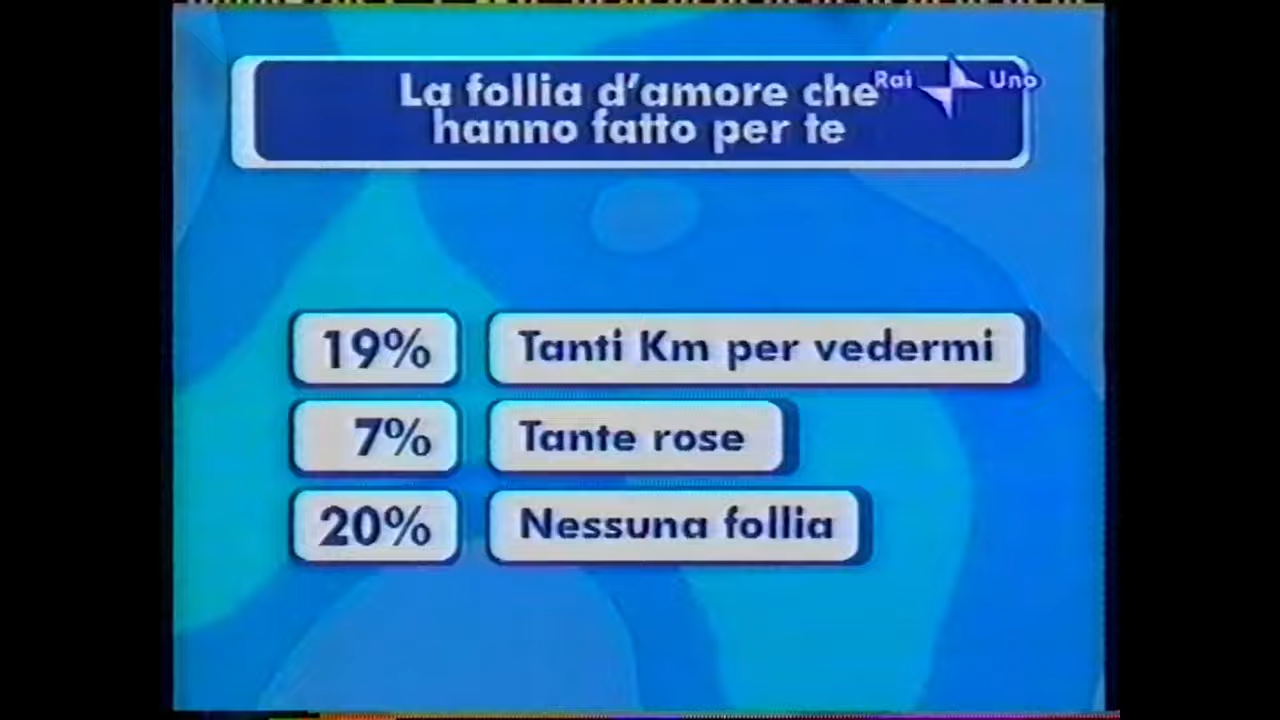 La follia d'amore che
hanno fatto per te
Rai Uno
19% Tanti Km per vedermi
7% Tante rose
20% Nessuna follia